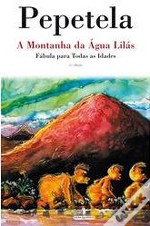 Pepetela
A Montanha da Água Lilás
Fábula para Todas as Idades